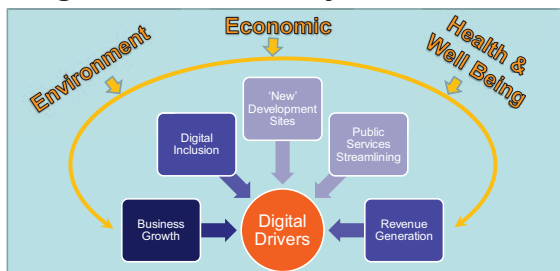 Economic
Environment
Health &
Well Being
'New'
Development
Sites
Digital
Inclusion
Public
Services
Streamlining
Business
Growth
Digital
Drivers
Revenue
Generation